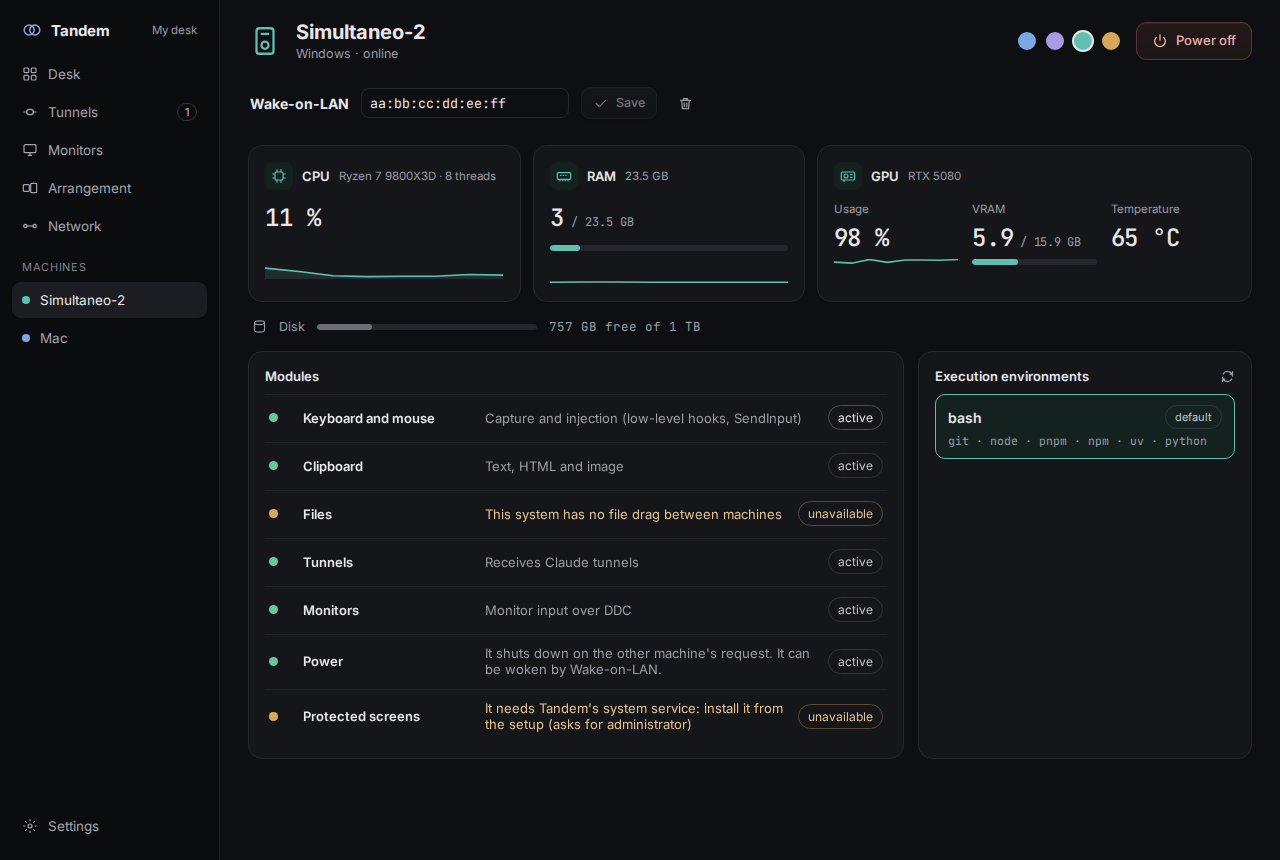 Tandem
My desk
Desk
Tunnels
1
Monitors
Arrangement
Network
MACHINES
Simultaneo-2
Mac
Settings
Simultaneo-2
Windows · online
Power off
Wake-on-LAN
aa:bb:cc:dd:ee:ff
Save
CPU Ryzen 7 9800X3D · 8 threads
11 %
RAM 23.5 GB
3 / 23.5 GB
GPU RTX 5080
Usage
98 %
VRAM
5.9 / 15.9 GB
Temperature
65 °C
Disk
757 GB free of 1 TB
Modules
Keyboard and mouse
Capture and injection (low-level hooks, SendInput)
active
Clipboard
Text, HTML and image
active
Files
This system has no file drag between machines
unavailable
Tunnels
Receives Claude tunnels
active
Monitors
Monitor input over DDC
active
Power
It shuts down on the other machine's request. It can
be woken by Wake-on-LAN.
active
Protected screens
It needs Tandem's system service: install it from
the setup (asks for administrator)
unavailable
Execution environments
bash
default
git · node · pnpm · npm · uv · python